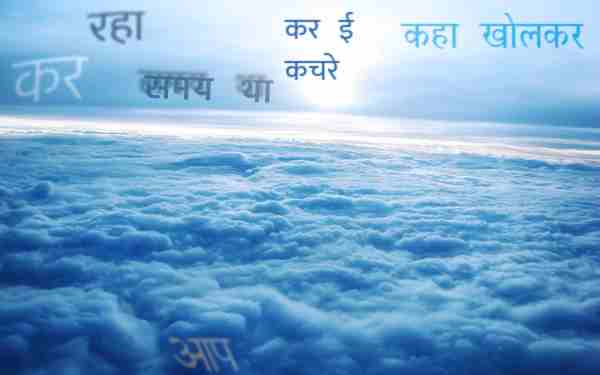 रहा
कर ई
कचरे
कहा खोलकर
कर
समय था
आप